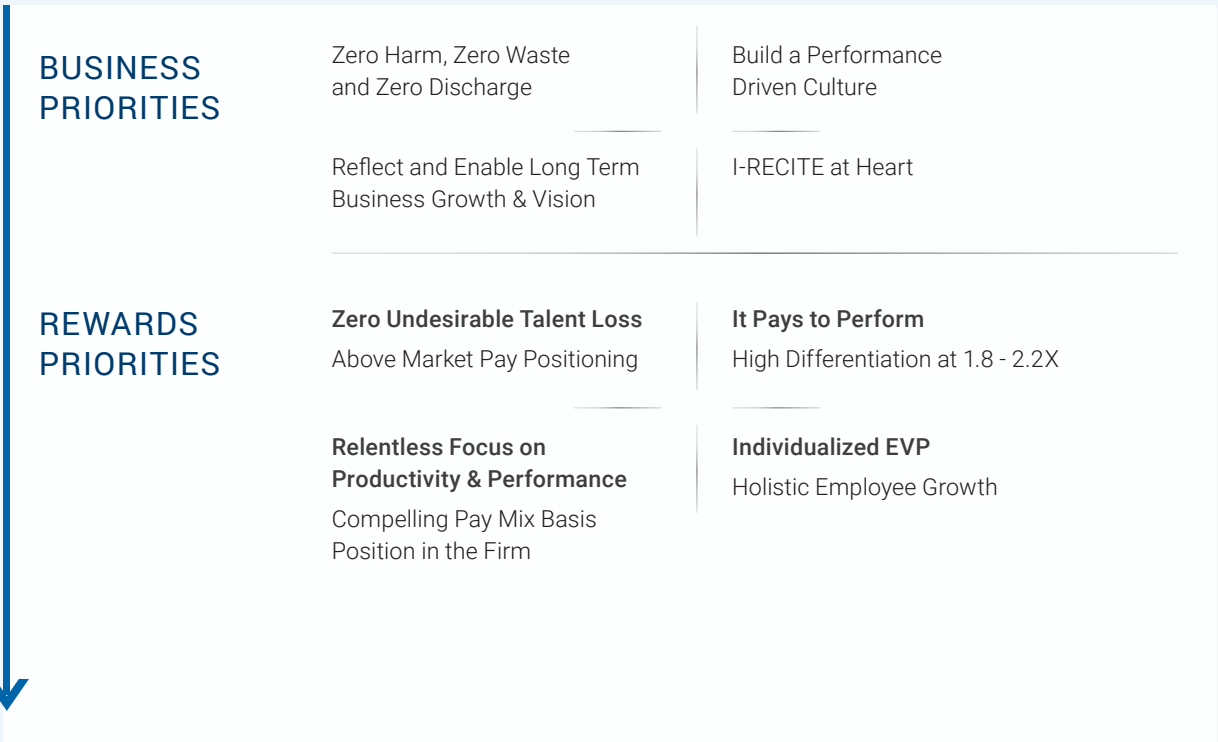 BUSINESS
PRIORITIES
Zero Harm, Zero Waste
and Zero Discharge
Build a Performance
Driven Culture
Reflect and Enable Long Term
Business Growth & Vision
I-RECITE at Heart
REWARDS
PRIORITIES
Zero Undesirable Talent Loss
Above Market Pay Positioning
It Pays to Perform
High Differentiation at 1.8 - 2.2X
Relentless Focus on
Productivity & Performance
Compelling Pay Mix Basis
Position in the Firm
Individualized EVP
Holistic Employee Growth